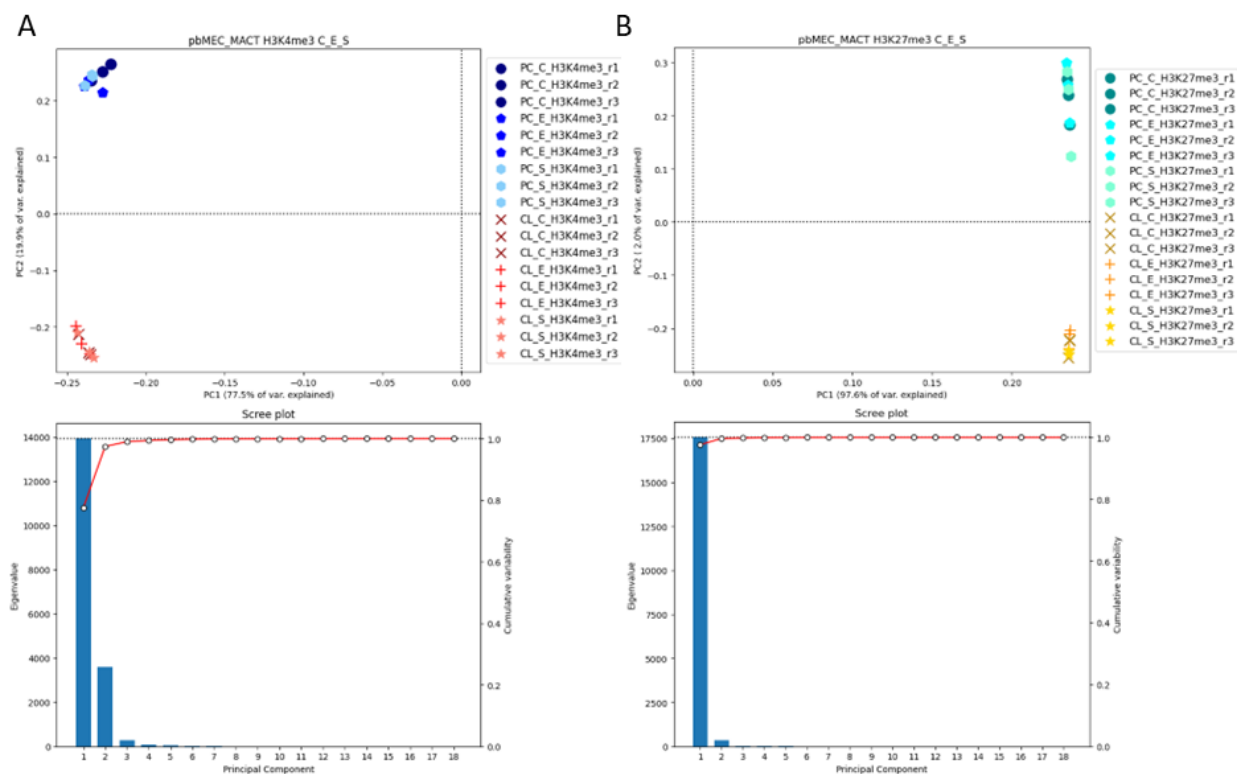 A
pbMEC_MACT H3K4me3 C_E_S
0.2
0.1
0.0
−0.1
−0.2
PC2 (19.9% of var. explained)
−0.25
−0.20
−0.15
−0.10
−0.05
0.00
PC1 (77.5% of var. explained)
PC_C_H3K4me3_r1
PC_C_H3K4me3_r2
PC_C_H3K4me3_r3
PC_E_H3K4me3_r1
PC_E_H3K4me3_r2
PC_E_H3K4me3_r3
PC_S_H3K4me3_r1
PC_S_H3K4me3_r2
PC_S_H3K4me3_r3
CL_C_H3K4me3_r1
CL_C_H3K4me3_r2
CL_C_H3K4me3_r3
CL_E_H3K4me3_r1
CL_E_H3K4me3_r2
CL_E_H3K4me3_r3
CL_S_H3K4me3_r1
CL_S_H3K4me3_r2
CL_S_H3K4me3_r3
B
pbMEC_MACT H3K27me3 C_E_S
0.3
0.2
0.1
0.0
−0.1
−0.2
PC2 ( 2.0% of var. explained)
0.00
0.05
0.10
0.15
0.20
PC1 (97.6% of var. explained)
PC_C_H3K27me3_r1
PC_C_H3K27me3_r2
PC_C_H3K27me3_r3
PC_E_H3K27me3_r1
PC_E_H3K27me3_r2
PC_E_H3K27me3_r3
PC_S_H3K27me3_r1
PC_S_H3K27me3_r2
PC_S_H3K27me3_r3
CL_C_H3K27me3_r1
CL_C_H3K27me3_r2
CL_C_H3K27me3_r3
CL_E_H3K27me3_r1
CL_E_H3K27me3_r2
CL_E_H3K27me3_r3
CL_S_H3K27me3_r1
CL_S_H3K27me3_r2
CL_S_H3K27me3_r3
Scree plot
14000
12000
10000
8000
6000
4000
2000
0
Eigenvalue
1 2 3 4 5 6 7 8 9 10 11 12 13 14 15 16 17 18
Principal Component
1.0
0.8
0.6
0.4
0.2
0.0
Cumulative variability
Scree plot
17500
15000
12500
10000
7500
5000
2500
0
Eigenvalue
1 2 3 4 5 6 7 8 9 10 11 12 13 14 15 16 17 18
Principal Component
1.0
0.8
0.6
0.4
0.2
0.0
Cumulative variability